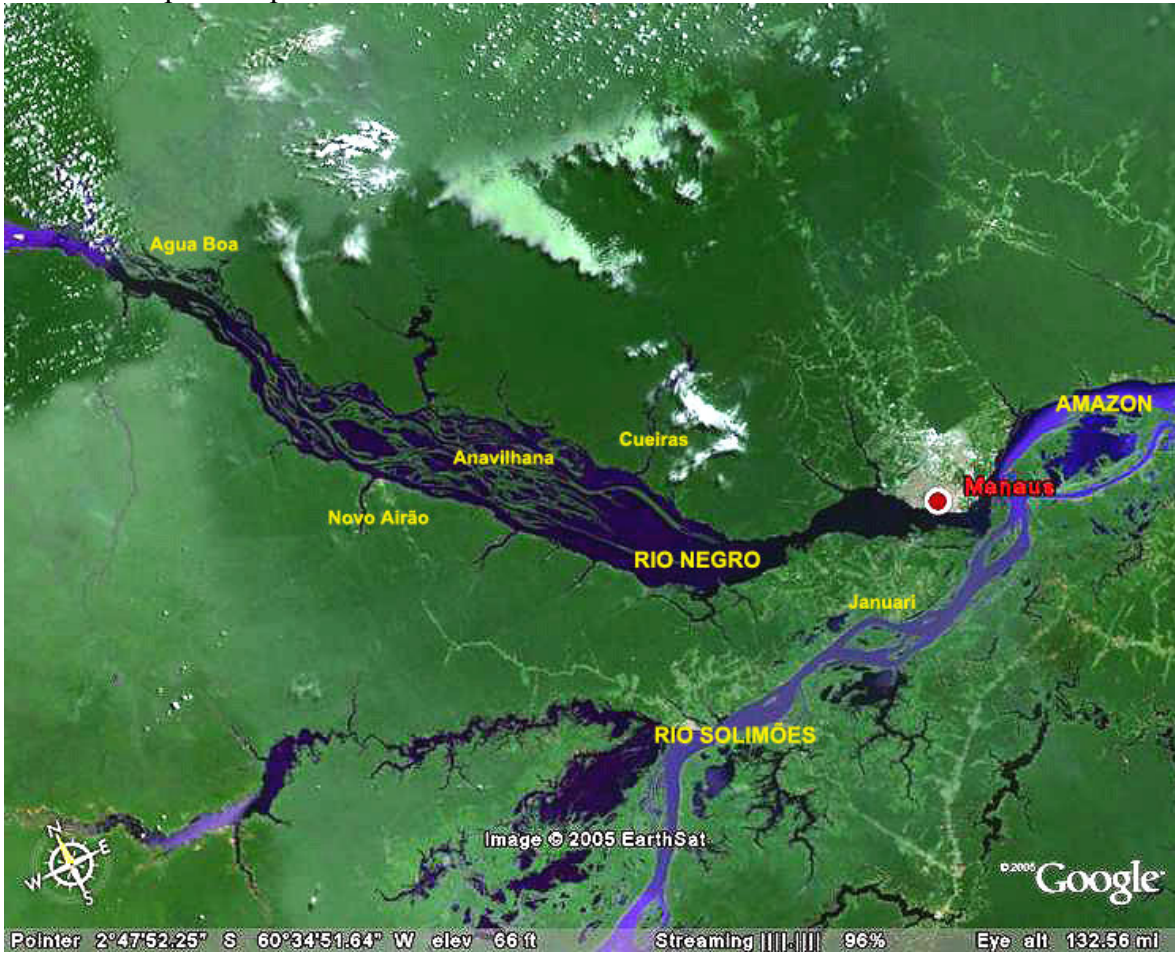 Agua Boa
AMAZON
Cueiras
Anavilhana
Manaus
Novo Airão
RIO NEGRO
Januari
RIO SOLIMÕES
N
E
W
S
Image © 2005 EarthSat
©2005 Google
Pointer 2°47'52.25" S 60°34'51.64" W elev 66 ft Streaming ||||.|||| 96% Eye alt 132.56 mi